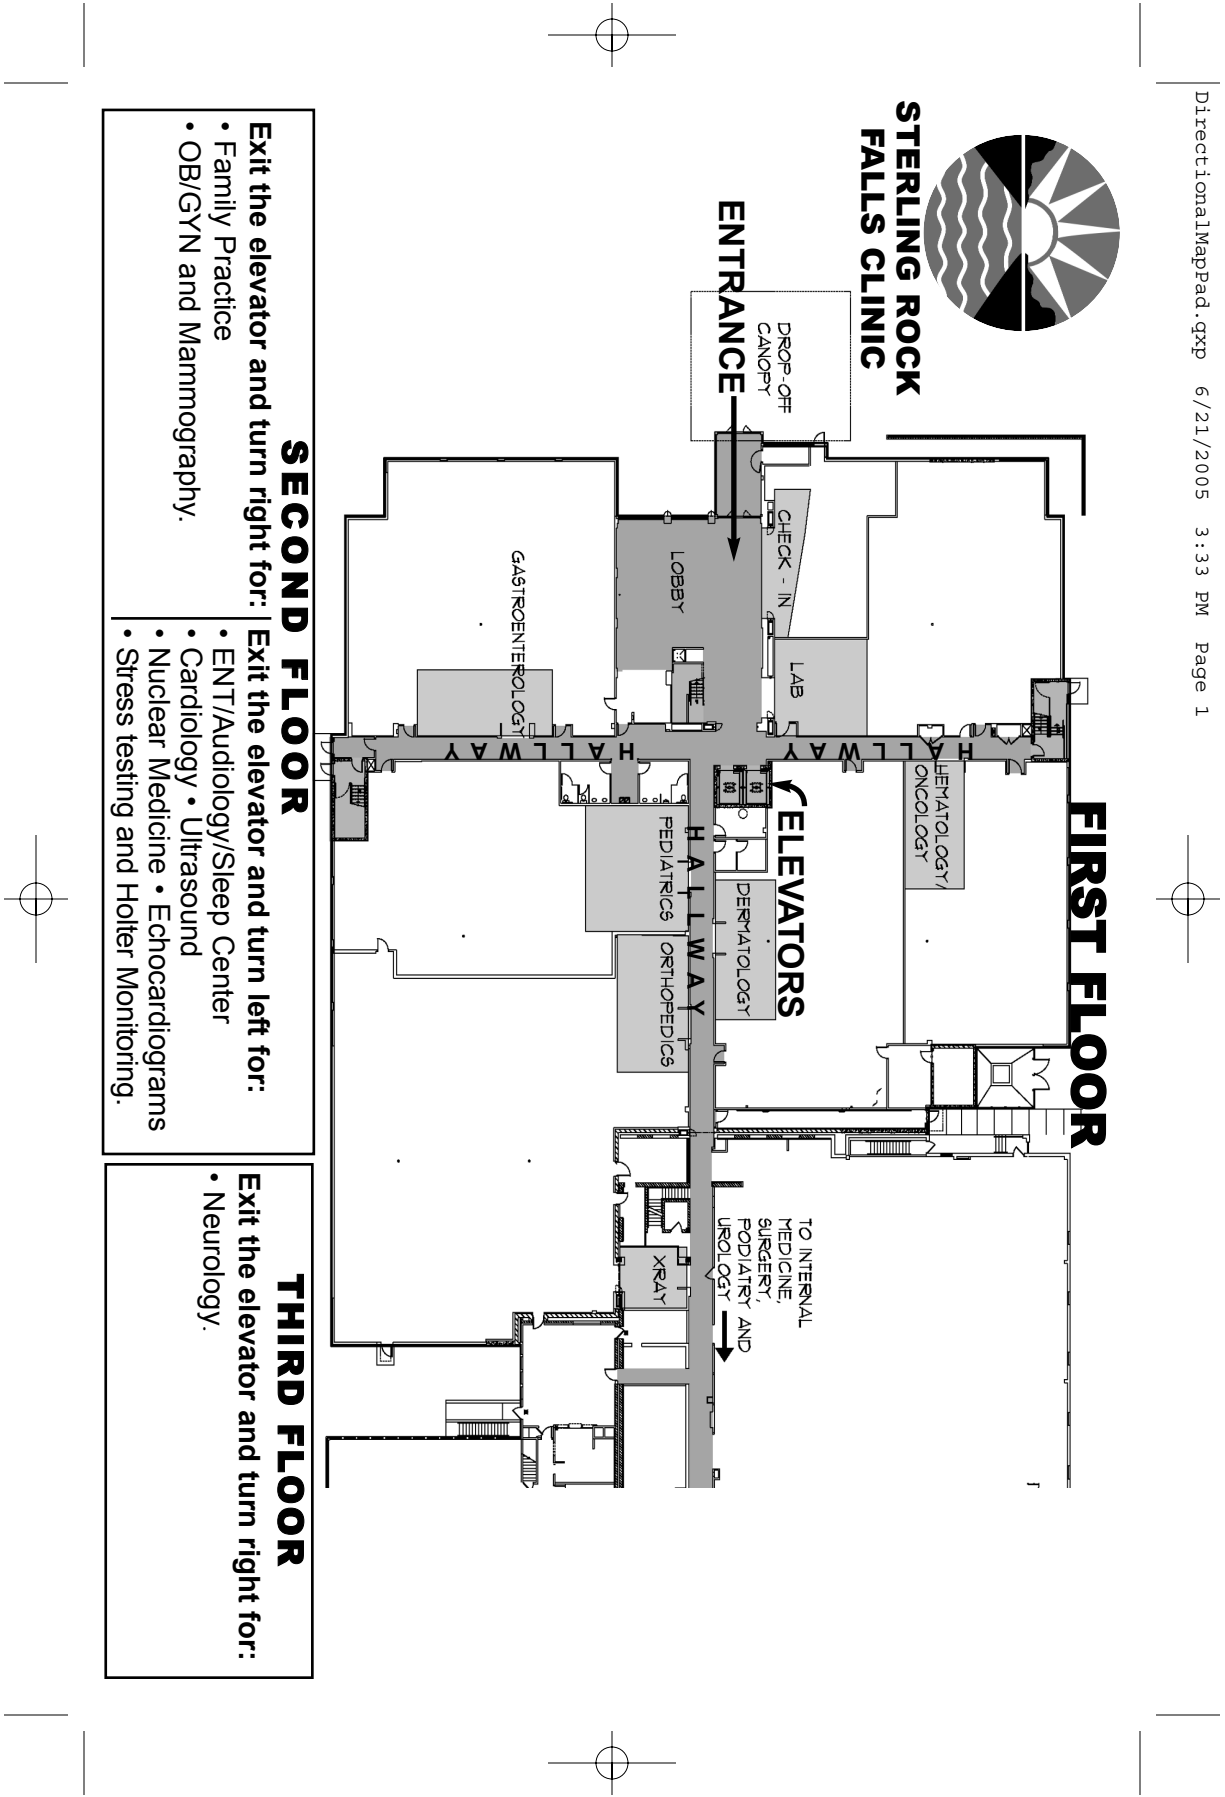 DirectionalMapPad.qxp 6/21/2005 3:33 PM Page 1
STERLING ROCK
FALLS CLINIC
FIRST FLOOR
ENTRANCE
DROP-OFF
CANOPY
CHECK - IN
LAB
LOBBY
GASTROENTEROLOGY
HALLWAY
HALLWAY
HEMATOLOGY/
ONCOLOGY
ELEVATORS
DERMATOLOGY
HALLWAY
PEDIATRICS
ORTHOPEDICS
XRAY
TO INTERNAL
MEDICINE,
SURGERY,
PODIATRY AND
UROLOGY
SECOND FLOOR
Exit the elevator and turn right for:
• Family Practice
• OB/GYN and Mammography.
Exit the elevator and turn left for:
• ENT/Audiology/Sleep Center
• Cardiology • Ultrasound
• Nuclear Medicine • Echocardiograms
• Stress testing and Holter Monitoring.
THIRD FLOOR
Exit the elevator and turn right for:
• Neurology.